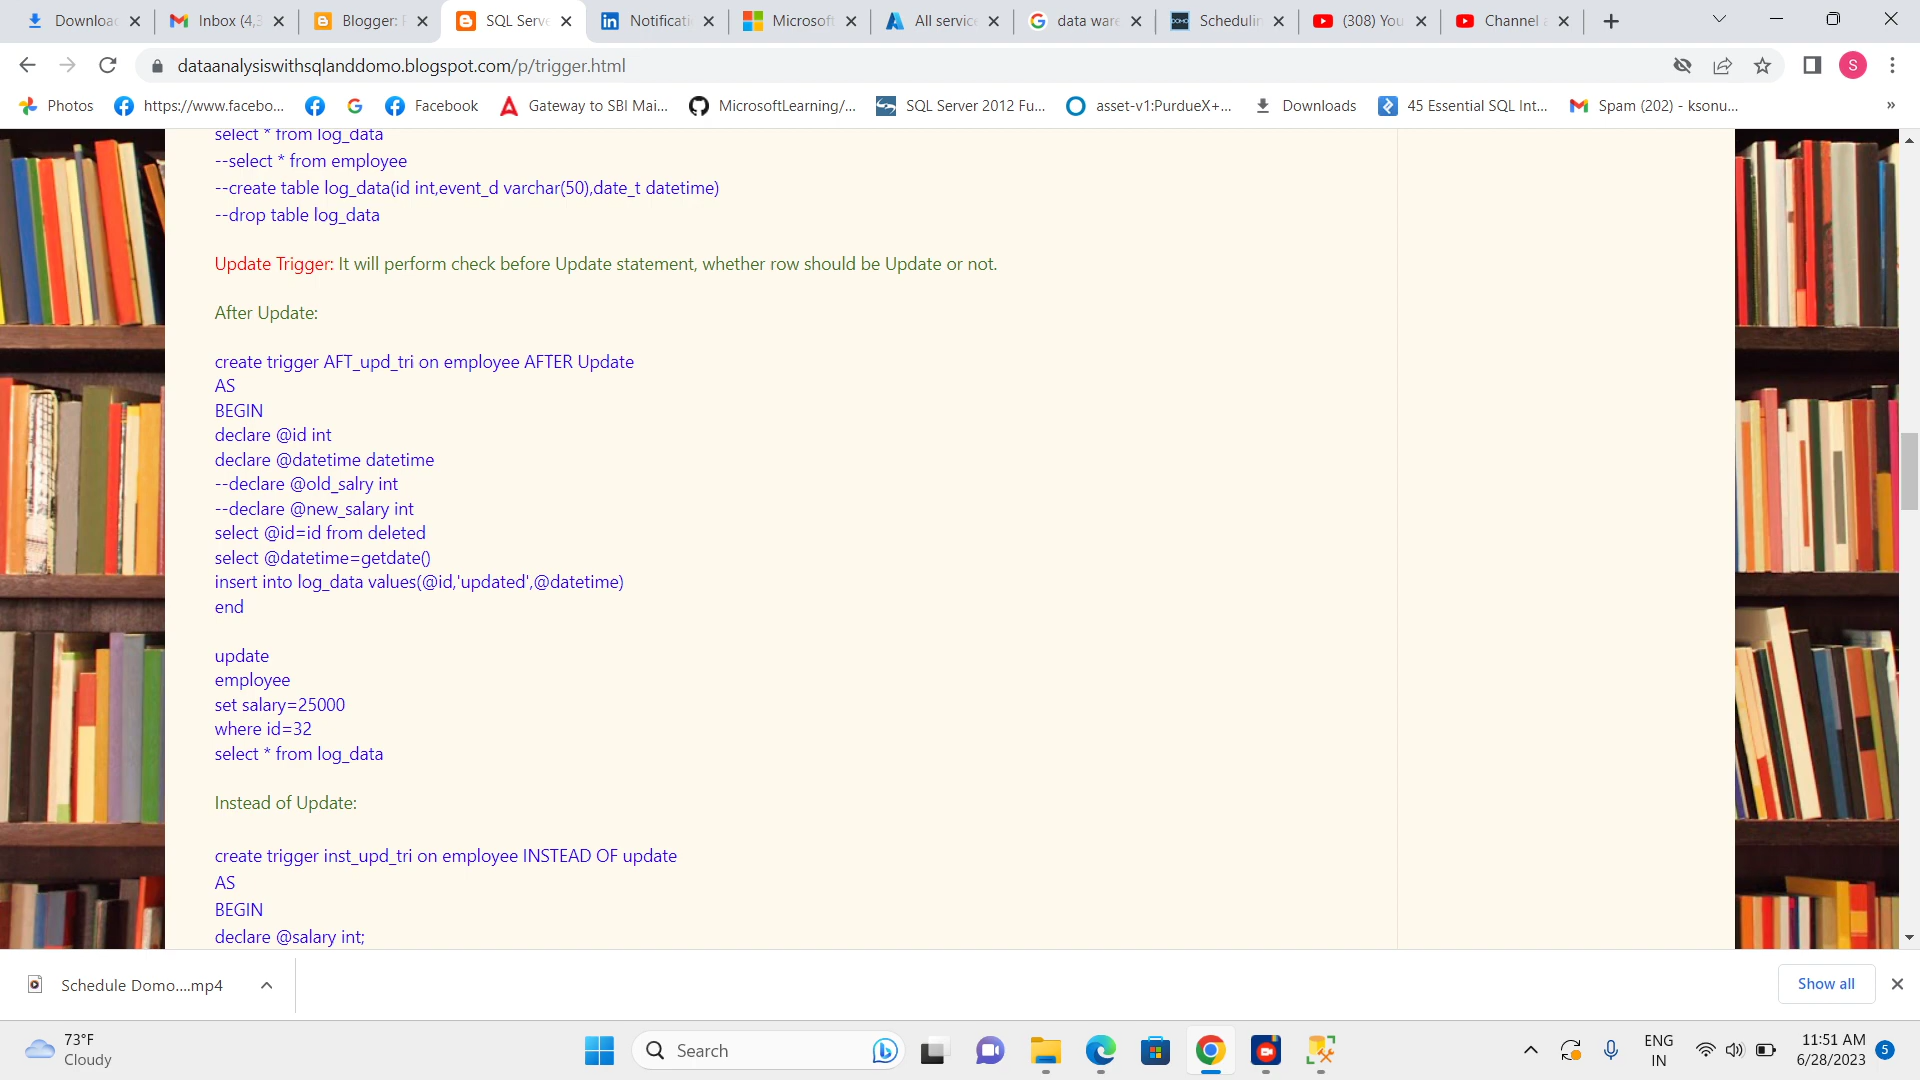 Downloac
Inbox (4,3
Blogger: P
SQL Serve
Notificatio
Microsoft
All service
data ware
Schedulin
(308) You
Channel a
dataanalysiswithsqlanddomo.blogspot.com/p/trigger.html
S
Photos
https://www.facebo...
Facebook
Gateway to SBI Mai...
MicrosoftLearning/...
SQL Server 2012 Fu...
asset-v1:PurdueX+...
Downloads
45 Essential SQL Int...
Spam (202) - ksonu...
»
select * from log_data
--select * from employee
--create table log_data(id int,event_d varchar(50),date_t datetime)
--drop table log_data
Update Trigger: It will perform check before Update statement, whether row should be Update or not.
After Update:
create trigger AFT_upd_tri on employee AFTER Update
AS
BEGIN
declare @id int
declare @datetime datetime
--declare @old_salry int
--declare @new_salary int
select @id=id from deleted
select @datetime=getdate()
insert into log_data values(@id,'updated',@datetime)
end
update
employee
set salary=25000
where id=32
select * from log_data
Instead of Update:
create trigger inst_upd_tri on employee INSTEAD OF update
AS
BEGIN
declare @salary int;
Schedule Domo....mp4
Show all
73°F
Cloudy
Search
ENG
IN
11:51 AM
6/28/2023
5